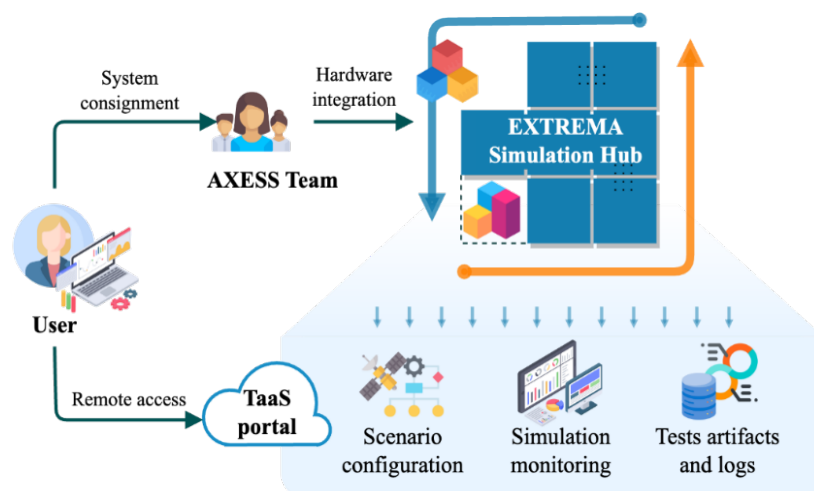 System
consignment
Hardware
integration
AXESS Team
EXTREMA
Simulation Hub
User
Remote access
TaaS
portal
Scenario
configuration
Simulation
monitoring
Tests artifacts
and logs